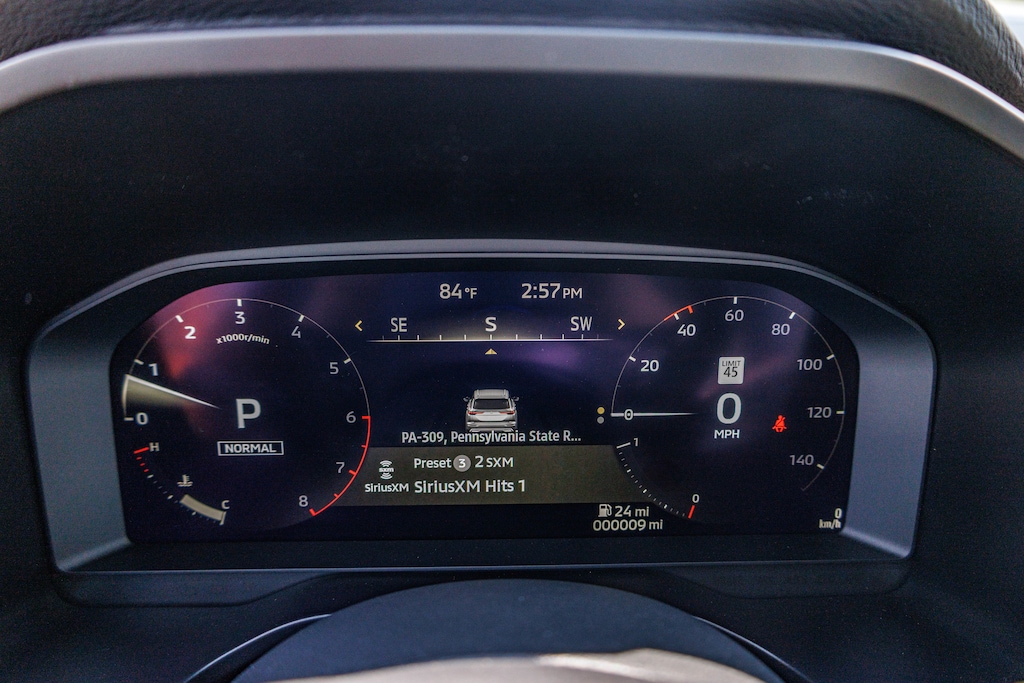 84°F 2:57PM
SE S SW
0 1 2 3 4 5 6 7 8
x1000r/min
P
NORMAL
H
C
PA-309, Pennsylvania State R...
Preset 3 2 SXM
sxm
SiriusXM SiriusXM Hits 1
0 20 40 60 80 100 120 140
LIMIT
45
0
MPH
1
0
24 mi
000009 mi
0
km/h